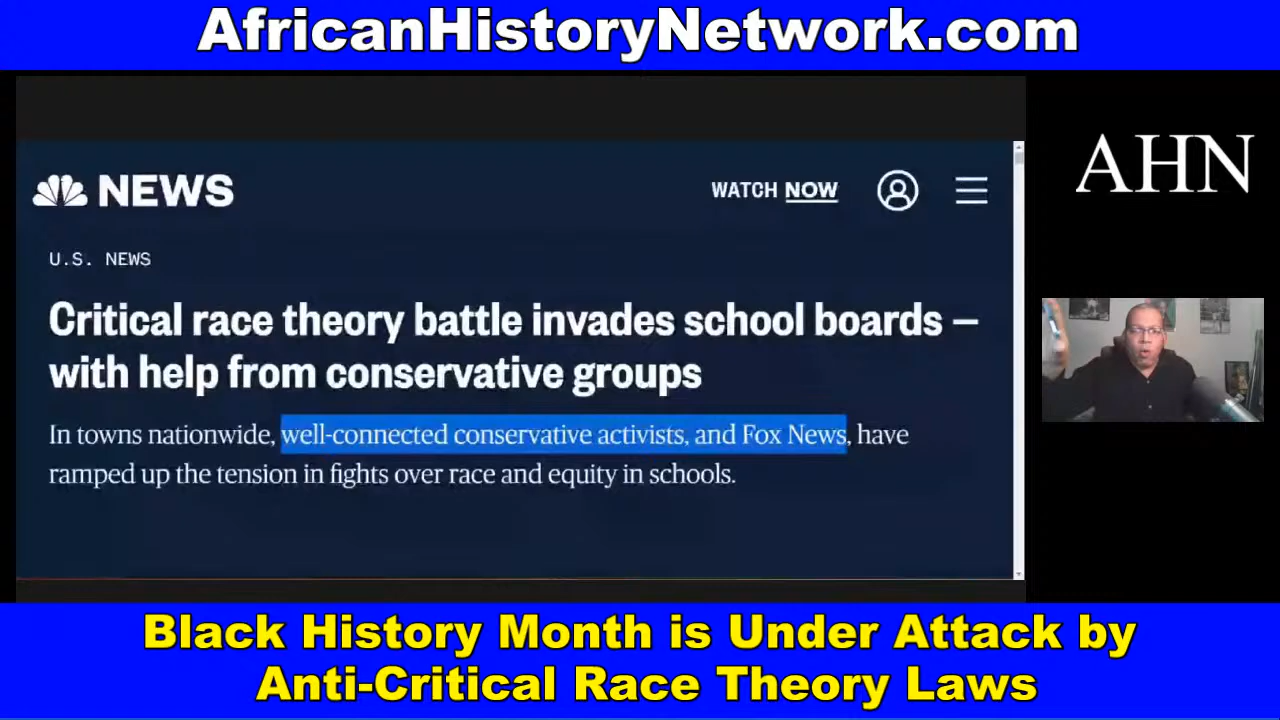 AfricanHistoryNetwork.com
AHN
NEWS
WATCH NOW
U.S. NEWS
Critical race theory battle invades school boards –
with help from conservative groups
In towns nationwide, well-connected conservative activists, and Fox News, have
ramped up the tension in fights over race and equity in schools.
Black History Month is Under Attack by
Anti-Critical Race Theory Laws